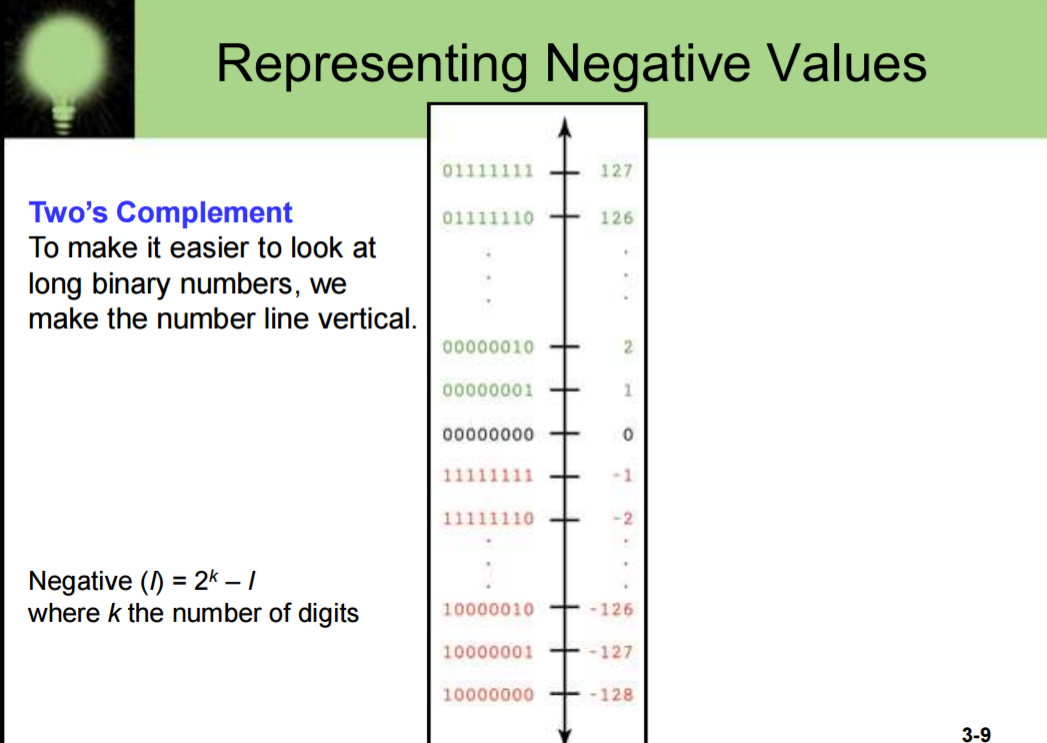 Representing Negative Values
Two's Complement
To make it easier to look at
long binary numbers, we
make the number line vertical.
Negative (I) = 2ᵏ – I
where k the number of digits
01111111 127
01111110 126
. .
. .
. .
00000010 2
00000001 1
00000000 0
11111111 -1
11111110 -2
. .
. .
. .
10000010 -126
10000001 -127
10000000 -128
3-9